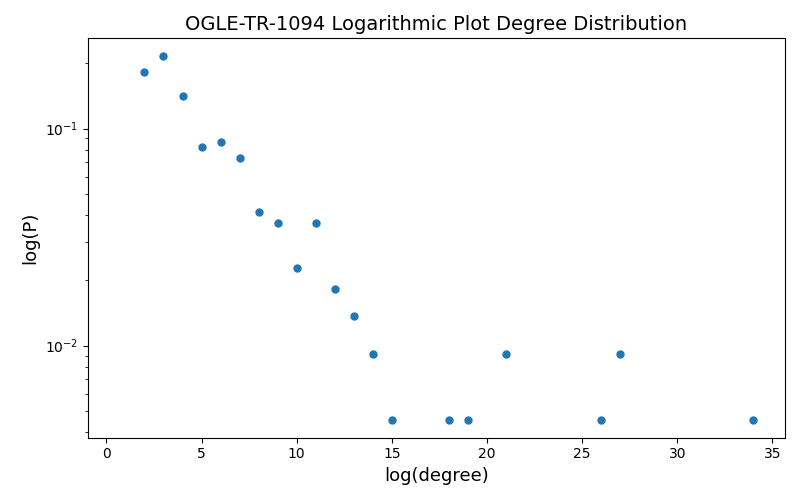 OGLE-TR-1094 Logarithmic Plot Degree Distribution
log(P)
10⁻¹
10⁻²
0 5 10 15 20 25 30 35
log(degree)